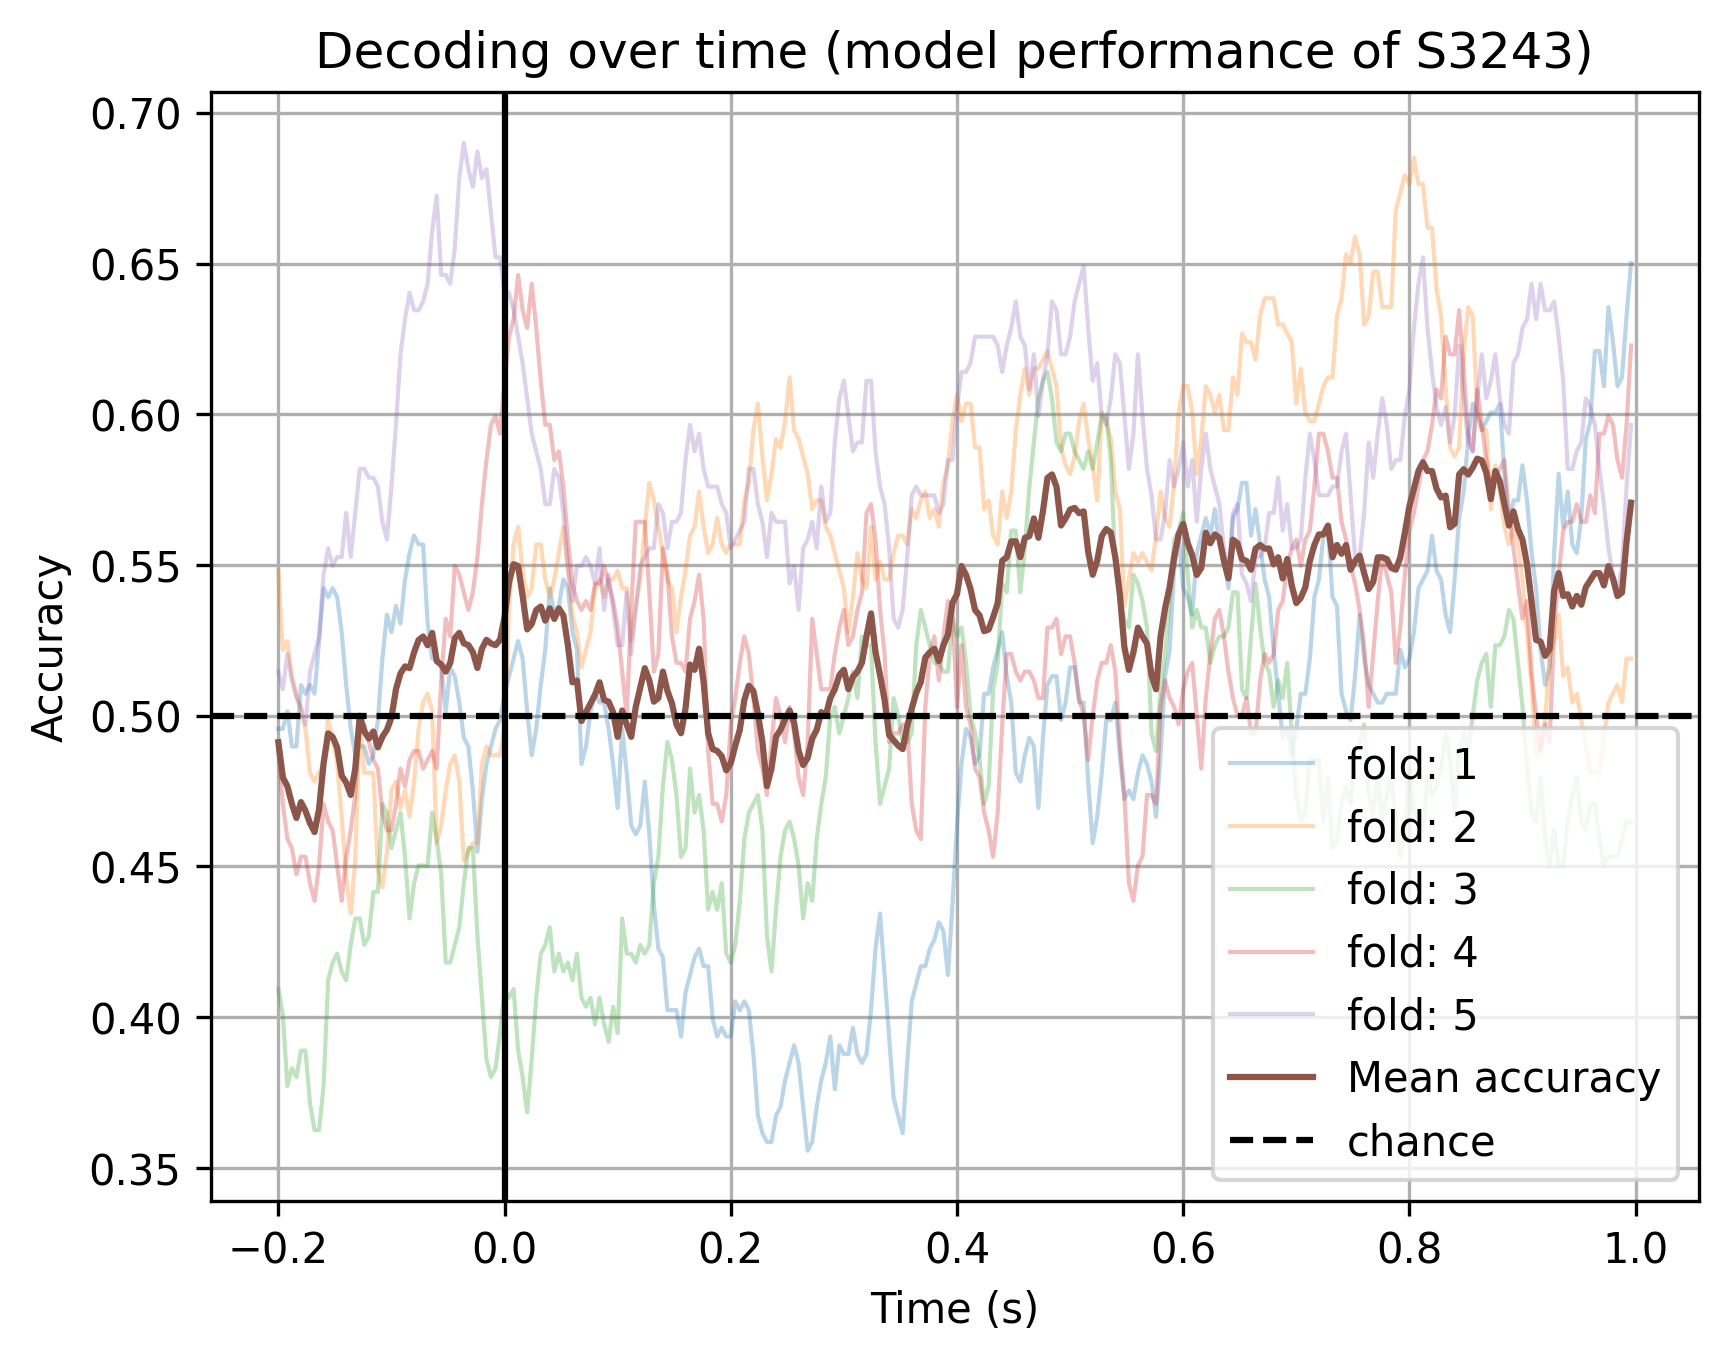 Decoding over time (model performance of S3243)
0.70
0.65
0.60
0.55
0.50
0.45
0.40
0.35
Accuracy
−0.2 0.0 0.2 0.4 0.6 0.8 1.0
Time (s)
fold: 1
fold: 2
fold: 3
fold: 4
fold: 5
Mean accuracy
chance